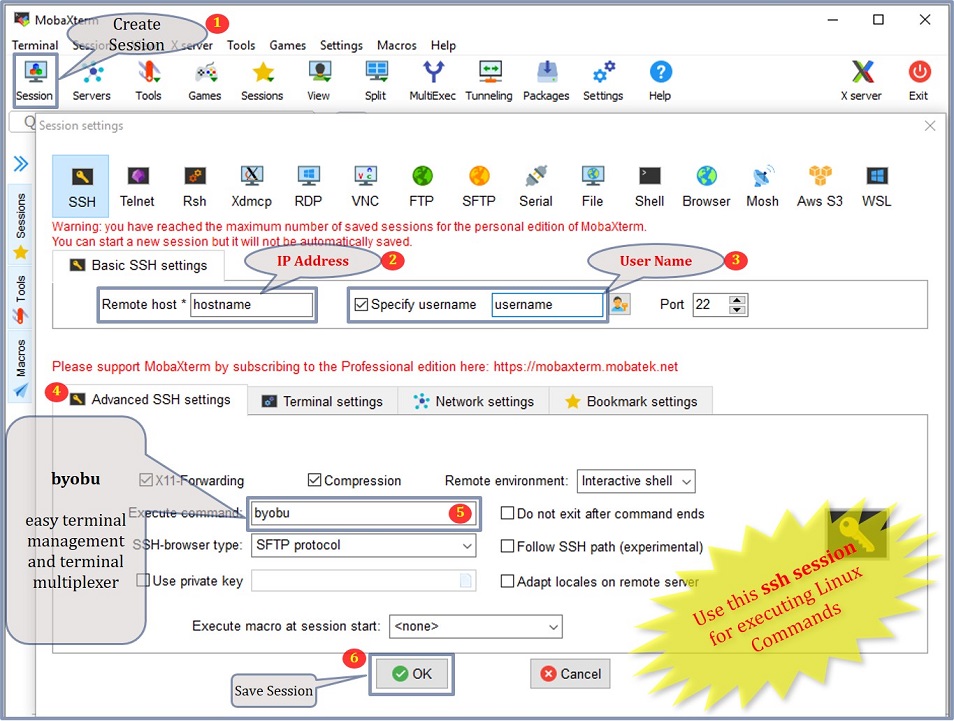 MobaXterm
Create
Session
1
Terminal Sessions X server Tools Games Settings Macros Help
Session Servers Tools Games Sessions View Split MultiExec Tunneling Packages Settings Help X server Exit
Session settings
Sessions
Tools
Macros
SSH Telnet Rsh Xdmcp RDP VNC FTP SFTP Serial File Shell Browser Mosh Aws S3 WSL
Warning: you have reached the maximum number of saved sessions for the personal edition of MobaXterm.
You can start a new session but it will not be automatically saved.
Basic SSH settings
IP Address 2
User Name 3
Remote host * hostname Specify username username Port 22
Please support MobaXterm by subscribing to the Professional edition here: https://mobaxterm.mobatek.net
4
Advanced SSH settings Terminal settings Network settings Bookmark settings
byobu
easy terminal
management
and terminal
multiplexer
X11-Forwarding Compression Remote environment: Interactive shell
Execute command: byobu 5 Do not exit after command ends
SSH-browser type: SFTP protocol Follow SSH path (experimental)
Use private key Adapt locales on remote server
Execute macro at session start: <none>
Use this ssh session
for executing Linux
Commands
6
Save Session
OK Cancel